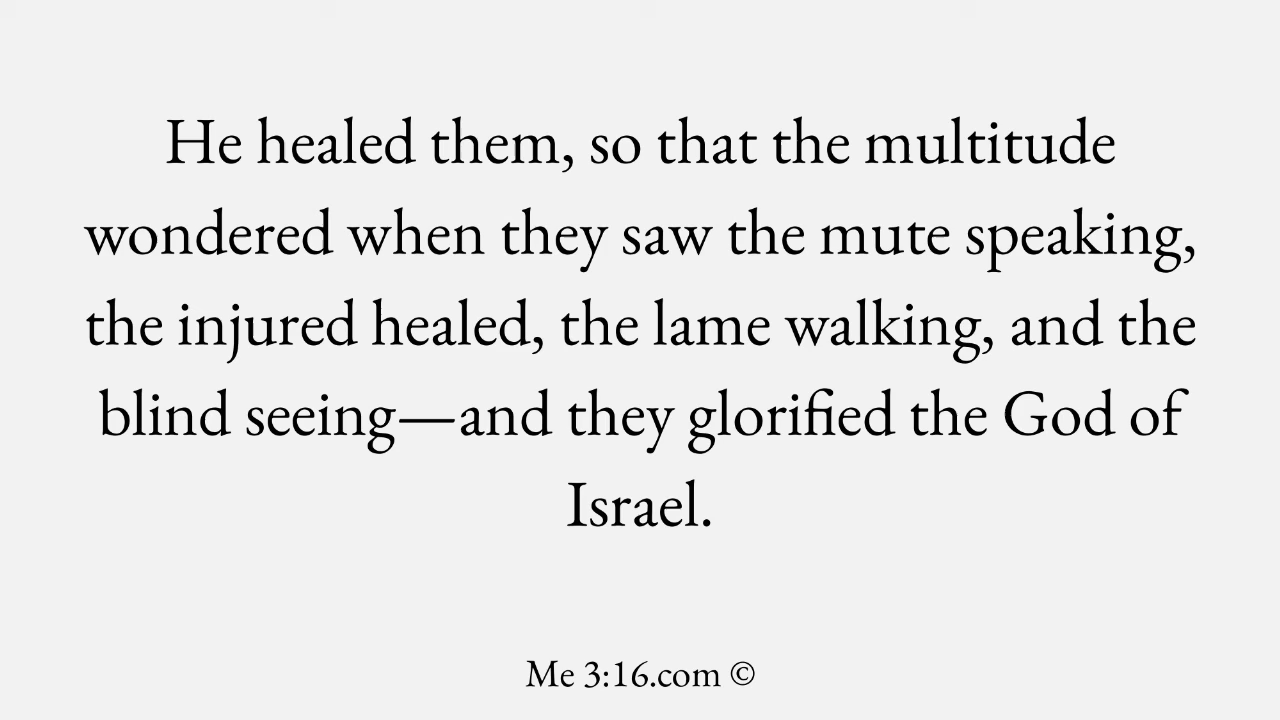 He healed them, so that the multitude
wondered when they saw the mute speaking,
the injured healed, the lame walking, and the
blind seeing—and they glorified the God of
Israel.
Me 3:16.com ©